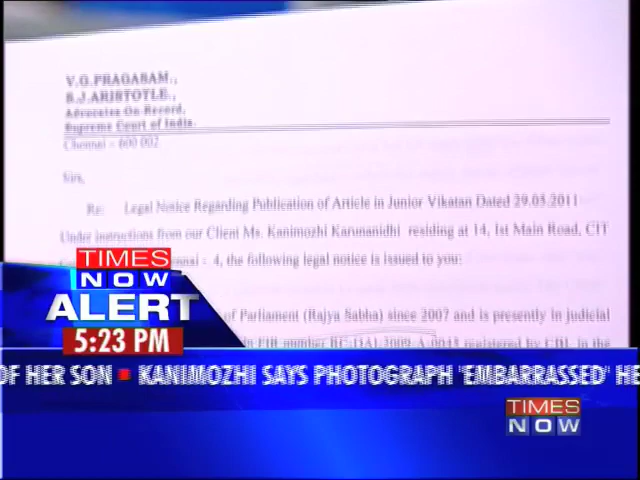 V.G.PRAGASAM.,
S.J.ARISTOTLE.,
Advocates On Record,
Supreme Court of India.
Chennai – 600 002
Sirs,
Re: Legal Notice Regarding Publication of Article in Junior Vikatan Dated 29.05.2011
Under instructions from our Client Ms. Kanimozhi Karunanidhi residing at 14, Ist Main Road, CIT
– 4, the following legal notice is issued to you:
of Parliament (Rajya Sabha) since 2007 and is presently in judicial
FIR number registered by CBI, in the
TIMES
NOW
ALERT
5:23 PM
OF HER SON • KANIMOZHI SAYS PHOTOGRAPH "EMBARRASSED" HE
TIMES
NOW